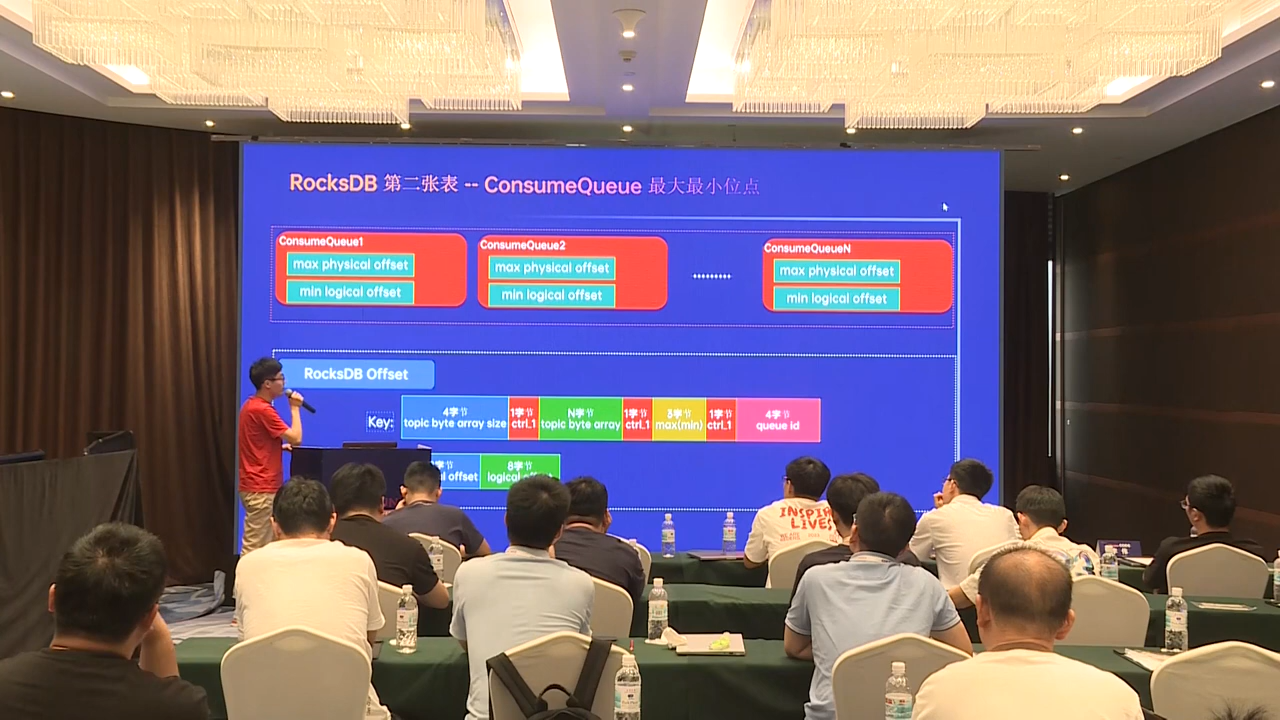 RocksDB 第二张表 -- ConsumeQueue 最大最小位点
ConsumeQueue1
max physical offset
min logical offset
ConsumeQueue2
max physical offset
min logical offset
ConsumeQueueN
max physical offset
min logical offset
RocksDB Offset
Key:
4字节
topic byte array size
1字节
ctrl_1
N字节
topic byte array
1字节
ctrl_1
3字节
max(min)
1字节
ctrl_1
4字节
queue id
offset
8字节
logical offset
INSPIR
LIVES